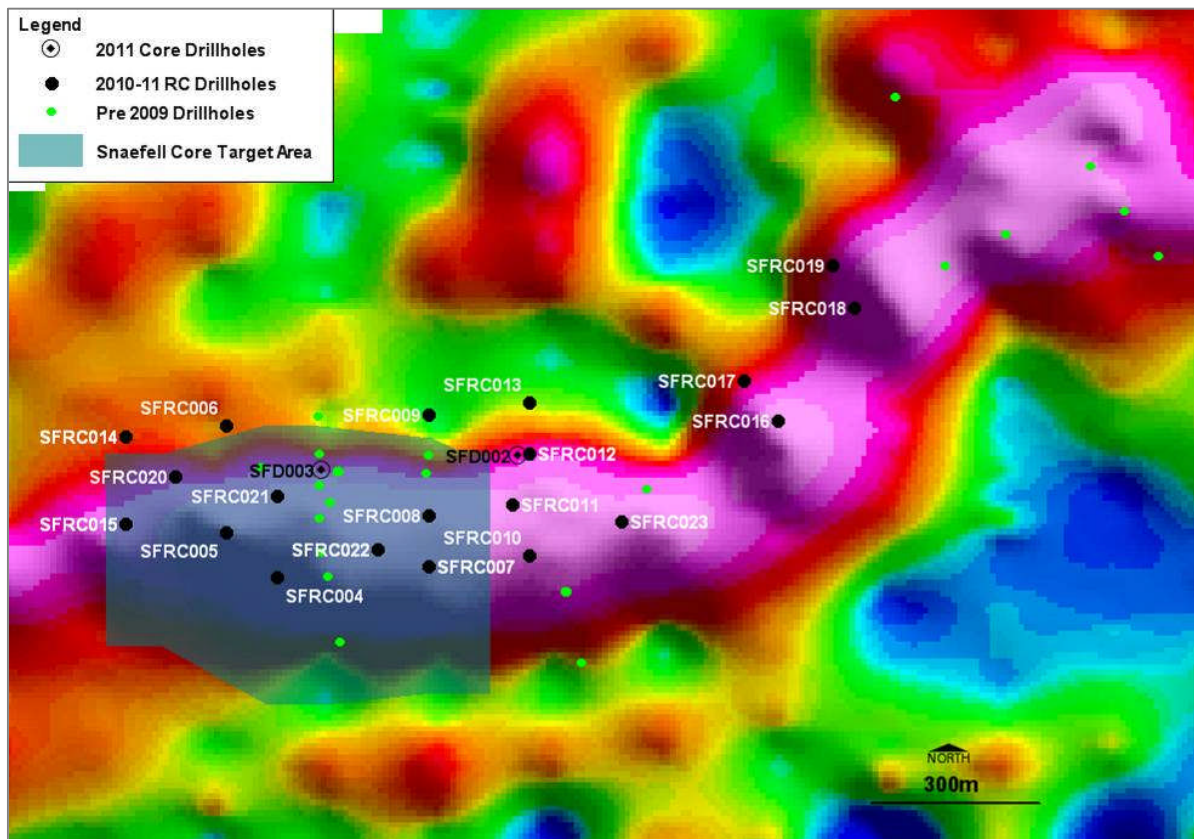 Legend
2011 Core Drillholes
2010-11 RC Drillholes
Pre 2009 Drillholes
Snaefell Core Target Area
SFRC019
SFRC018
SFRC017
SFRC013
SFRC006
SFRC009
SFRC016
SFRC014
SFD002
SFRC012
SFD003
SFRC020
SFRC021
SFRC011
SFRC015
SFRC008
SFRC023
SFRC005
SFRC010
SFRC022
SFRC007
SFRC004
NORTH
300m